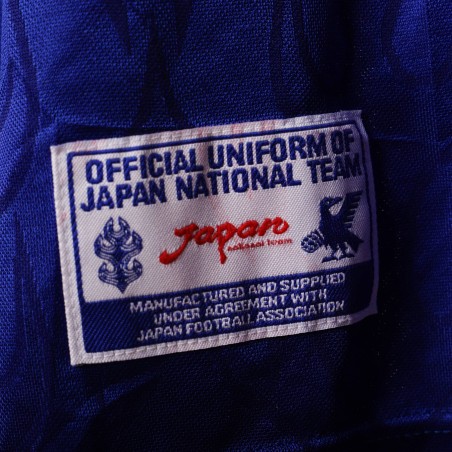 OFFICIAL UNIFORM OF
JAPAN NATIONAL TEAM
Japan
MANUFACTURED AND SUPPLIED
UNDER AGREEMENT WITH
JAPAN FOOTBALL ASSOCIATION